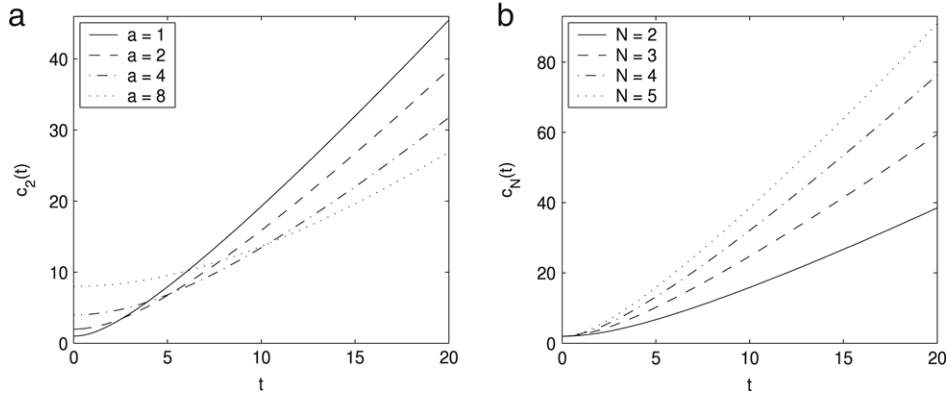 a
a = 1
a = 2
a = 4
a = 8
c₂(t)
40
30
20
10
0
0 5 10 15 20
t
b
N = 2
N = 3
N = 4
N = 5
c_N(t)
80
60
40
20
0
0 5 10 15 20
t